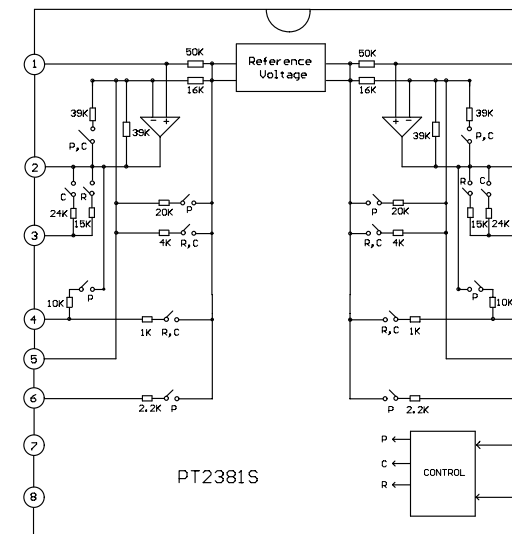 1
50K
Reference
Voltage
50K
16K
16K
39K
+
-
39K
P,C
+
-
39K
39K
P,C
2
C
R
24K
15K
R
C
15K
24K
3
20K
P
P
20K
4K
R,C
R,C
4K
P
10K
P
10K
4
1K
R,C
R,C
1K
5
6
2.2K
P
P
2.2K
7
P
C
R
CONTROL
PT2381S
8